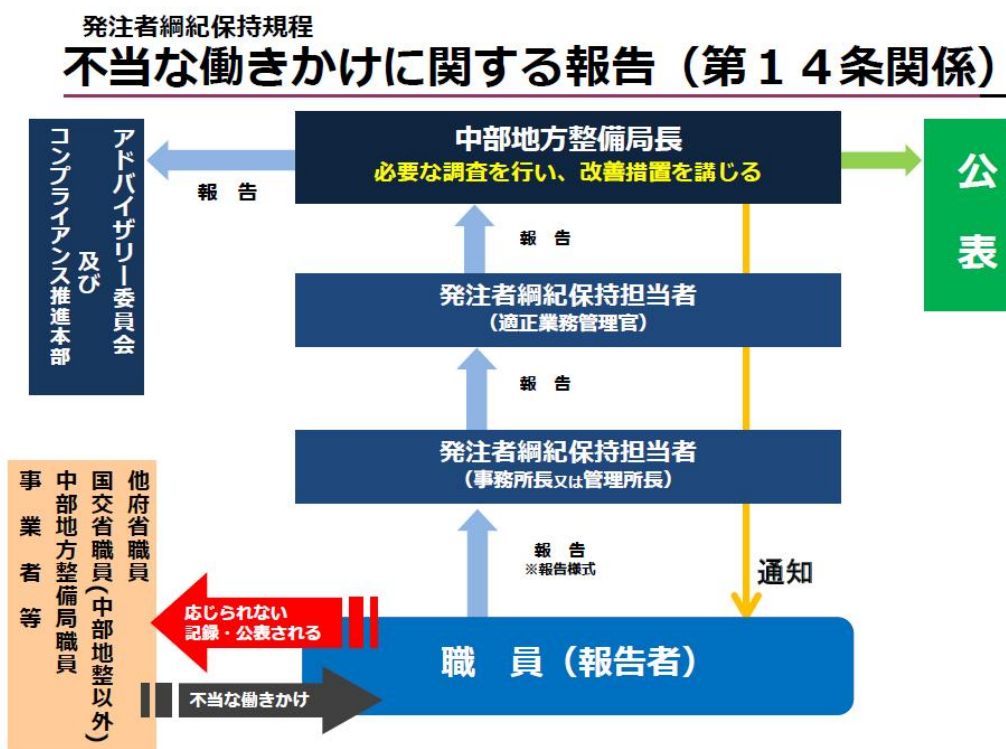 発注者綱紀保持規程
不当な働きかけに関する報告（第１４条関係）
アドバイザリー委員会
及び
コンプライアンス推進本部
報　告
中部地方整備局長
必要な調査を行い、改善措置を講じる
公
表
報　告
発注者綱紀保持担当者
（適正業務管理官）
報　告
発注者綱紀保持担当者
（事務所長又は管理所長）
他府省職員
国交省職員(中部地整以外)
中部地方整備局職員
事業者等
報　告
※報告様式
通知
応じられない
記録・公表される
職　員（報告者）
不当な働きかけ